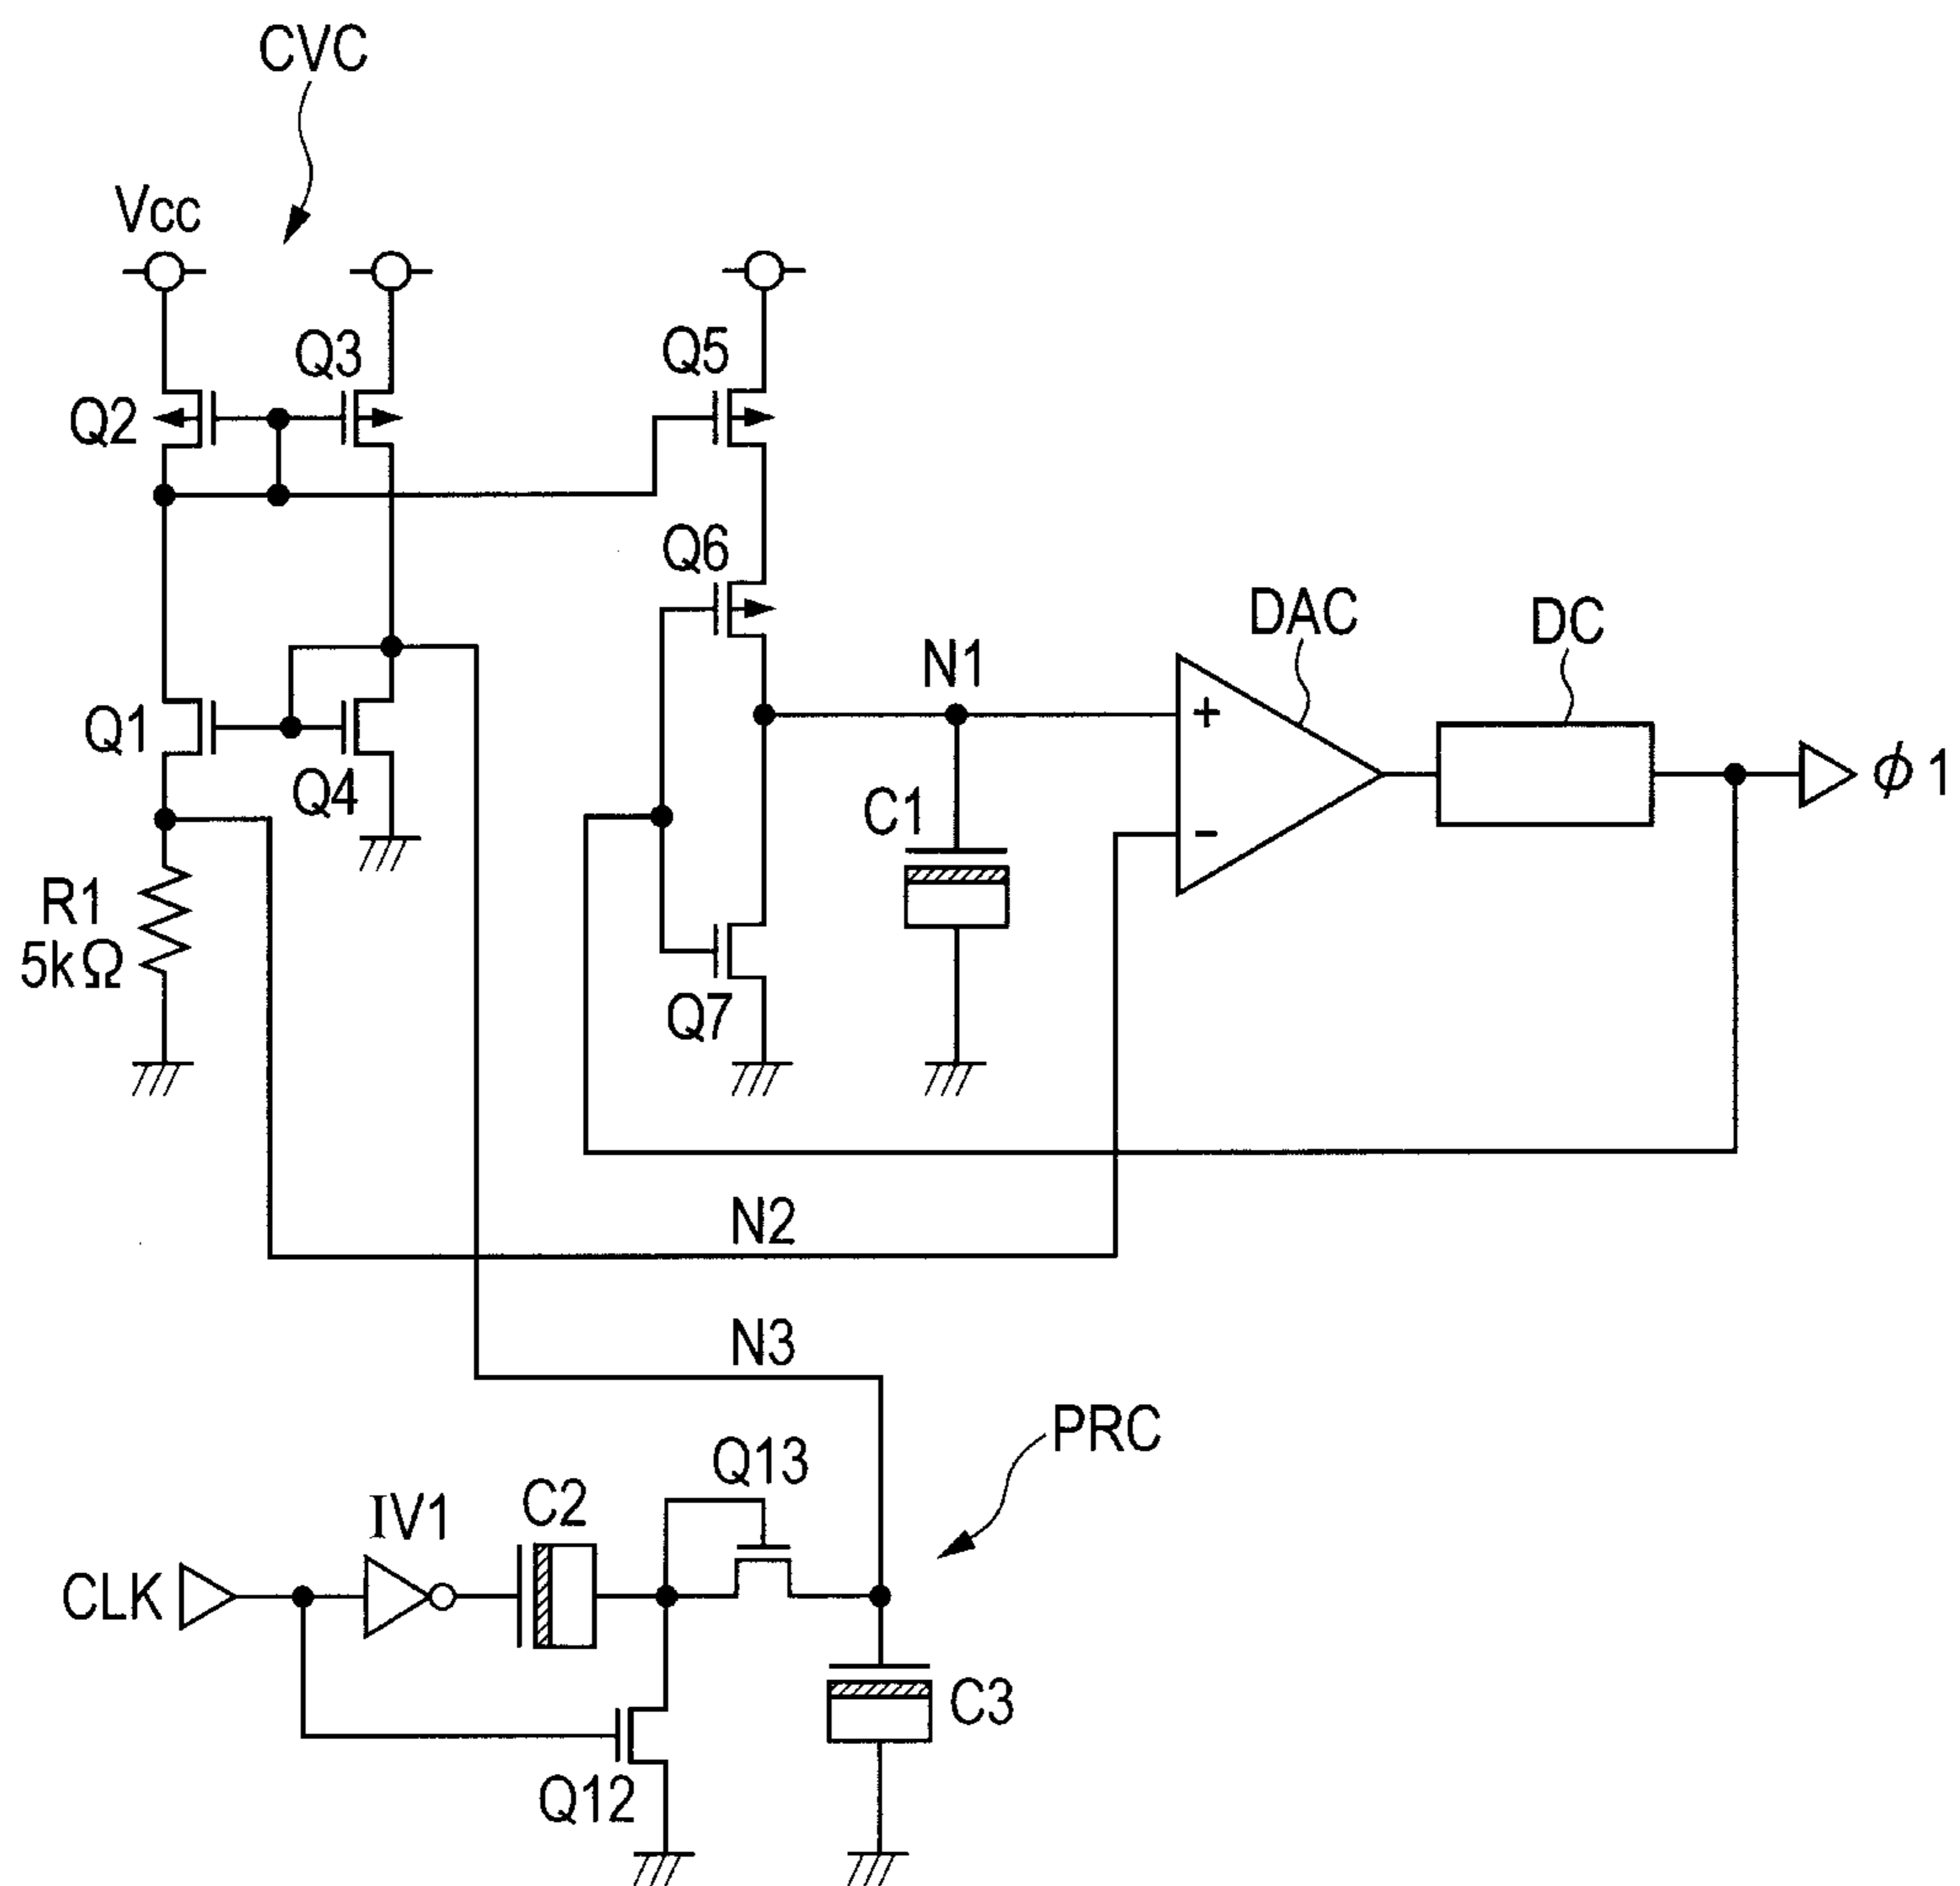 CVC
Vcc
Q3
Q5
Q2
Q6
DAC
DC
N1
Q1
Q4
+
ϕ1
C1
-
R1
5kΩ
Q7
N2
N3
PRC
Q13
C2
IV1
CLK
C3
Q12